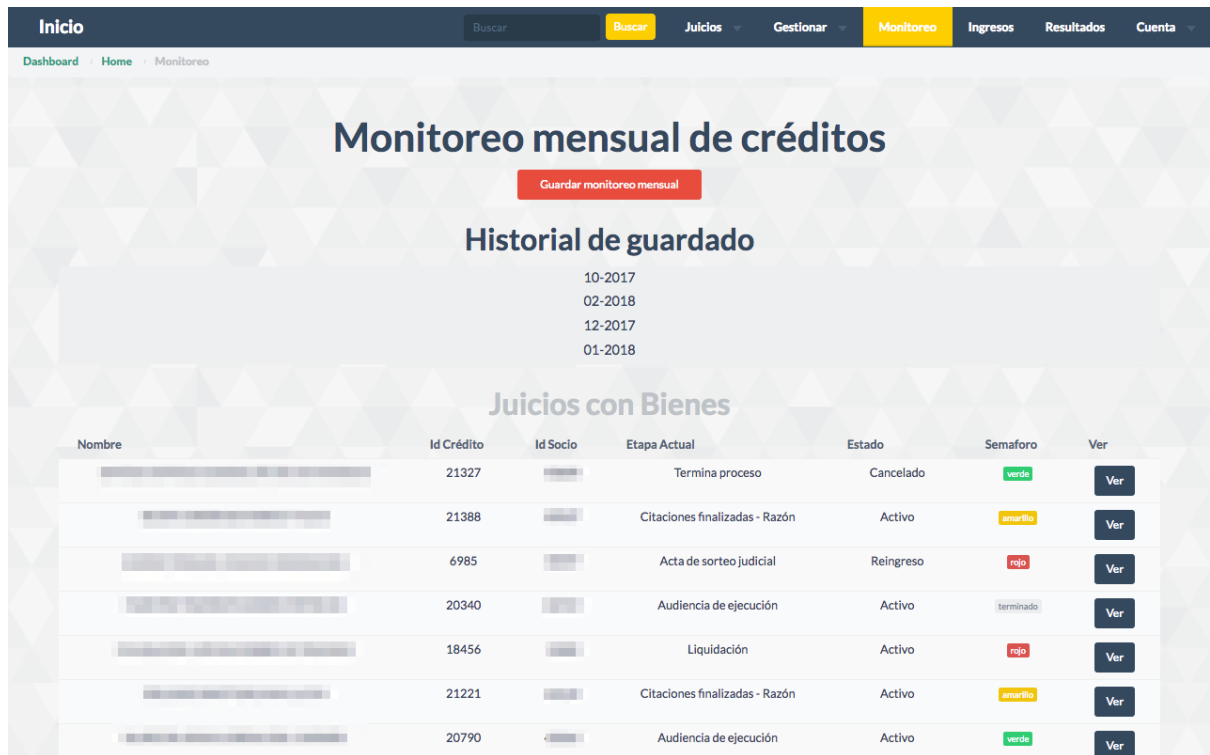 Inicio Buscar Buscar Juicios Gestionar Monitoreo Ingresos Resultados Cuenta
Dashboard / Home / Monitoreo
Monitoreo mensual de créditos
Guardar monitoreo mensual
Historial de guardado
10-2017
02-2018
12-2017
01-2018
Juicios con Bienes
Nombre Id Crédito Id Socio Etapa Actual Estado Semaforo Ver
21327 Termina proceso Cancelado verde Ver
21388 Citaciones finalizadas - Razón Activo amarillo Ver
6985 Acta de sorteo judicial Reingreso rojo Ver
20340 Audiencia de ejecución Activo terminado Ver
18456 Liquidación Activo rojo Ver
21221 Citaciones finalizadas - Razón Activo amarillo Ver
20790 Audiencia de ejecución Activo verde Ver